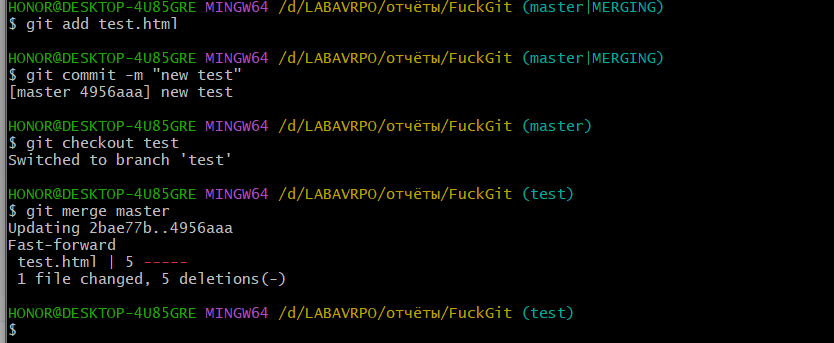 HONOR@DESKTOP-4U85GRE MINGW64 /d/LABAVRPO/отчёты/FuckGit (master|MERGING)
$ git add test.html
HONOR@DESKTOP-4U85GRE MINGW64 /d/LABAVRPO/отчёты/FuckGit (master|MERGING)
$ git commit -m "new test"
[master 4956aaa] new test
HONOR@DESKTOP-4U85GRE MINGW64 /d/LABAVRPO/отчёты/FuckGit (master)
$ git checkout test
Switched to branch 'test'
HONOR@DESKTOP-4U85GRE MINGW64 /d/LABAVRPO/отчёты/FuckGit (test)
$ git merge master
Updating 2bae77b..4956aaa
Fast-forward
 test.html | 5 -----
 1 file changed, 5 deletions(-)
HONOR@DESKTOP-4U85GRE MINGW64 /d/LABAVRPO/отчёты/FuckGit (test)
$